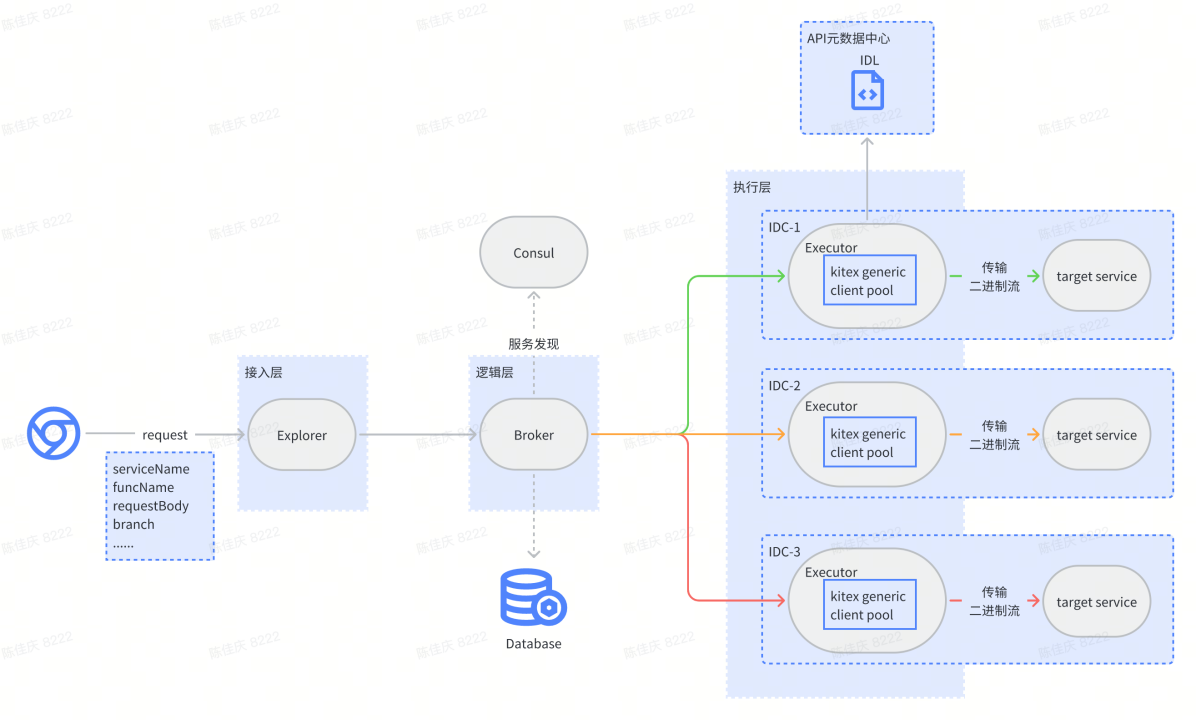 API元数据中心
IDL
执行层
IDC-1
Executor
kitex generic
client pool
传输
二进制流
target service
Consul
服务发现
接入层
逻辑层
request
Explorer
Broker
serviceName
funcName
requestBody
branch
......
Database
IDC-2
Executor
kitex generic
client pool
传输
二进制流
target service
IDC-3
Executor
kitex generic
client pool
传输
二进制流
target service
陈佳庆 8222